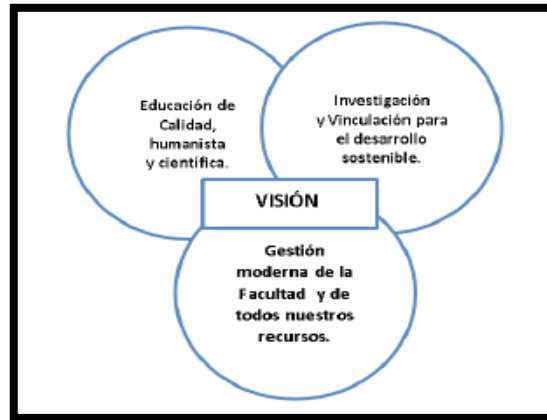 Educación de
Calidad,
humanista
y científica.
Investigación
y Vinculación para
el desarrollo
sostenible.
VISIÓN
Gestión
moderna de la
Facultad y de
todos nuestros
recursos.